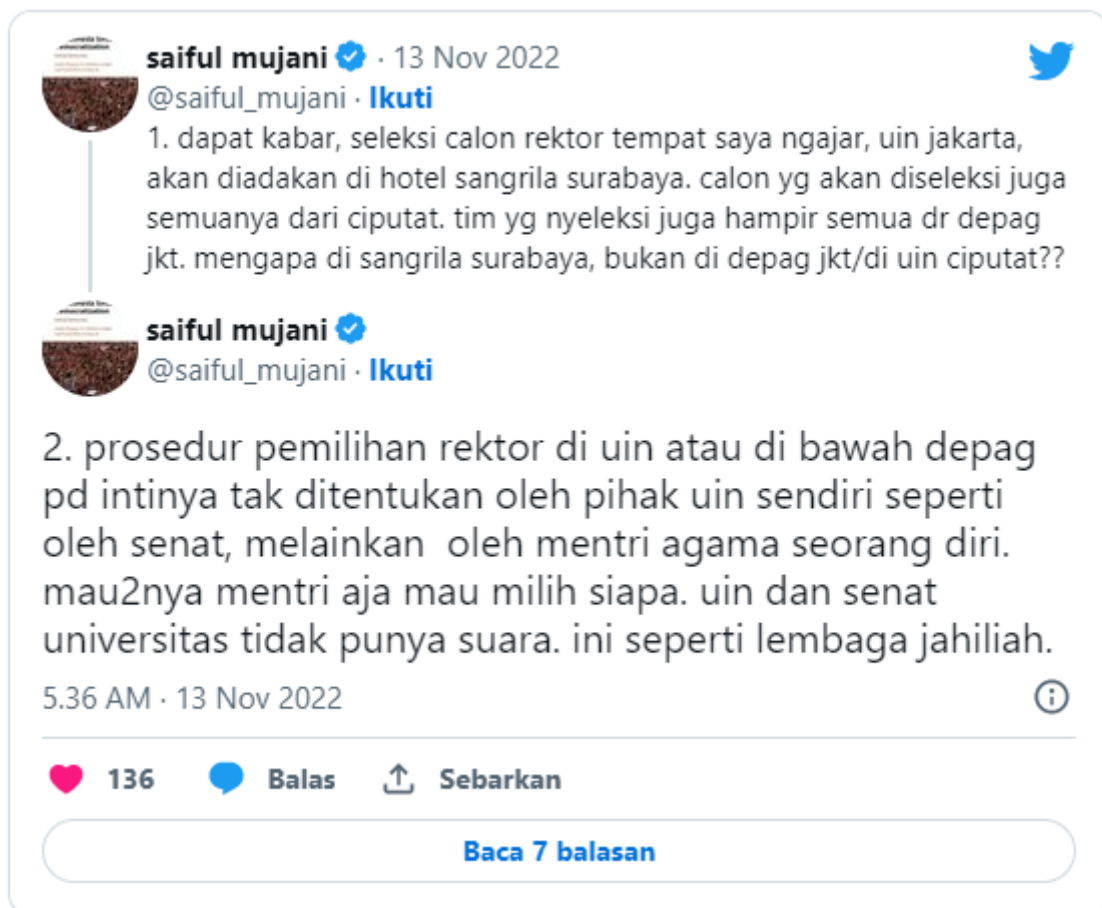 saiful mujani · 13 Nov 2022
@saiful_mujani · Ikuti
1. dapat kabar, seleksi calon rektor tempat saya ngajar, uin jakarta,
akan diadakan di hotel sangrila surabaya. calon yg akan diseleksi juga
semuanya dari ciputat. tim yg nyeleksi juga hampir semua dr depag
jkt. mengapa di sangrila surabaya, bukan di depag jkt/di uin ciputat??
saiful mujani
@saiful_mujani · Ikuti
2. prosedur pemilihan rektor di uin atau di bawah depag
pd intinya tak ditentukan oleh pihak uin sendiri seperti
oleh senat, melainkan  oleh mentri agama seorang diri.
mau2nya mentri aja mau milih siapa. uin dan senat
universitas tidak punya suara. ini seperti lembaga jahiliah.
5.36 AM · 13 Nov 2022
136 Balas Sebarkan
Baca 7 balasan